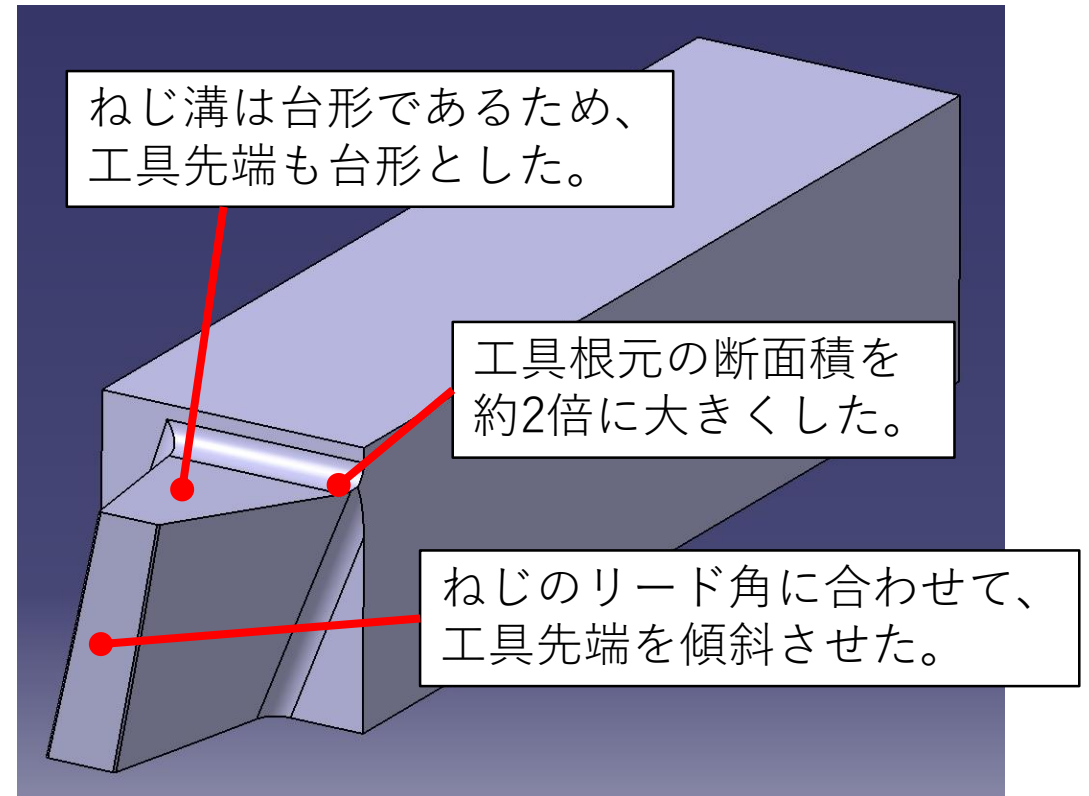 ねじ溝は台形であるため、
工具先端も台形とした。
工具根元の断面積を
約2倍に大きくした。
ねじのリード角に合わせて、
工具先端を傾斜させた。